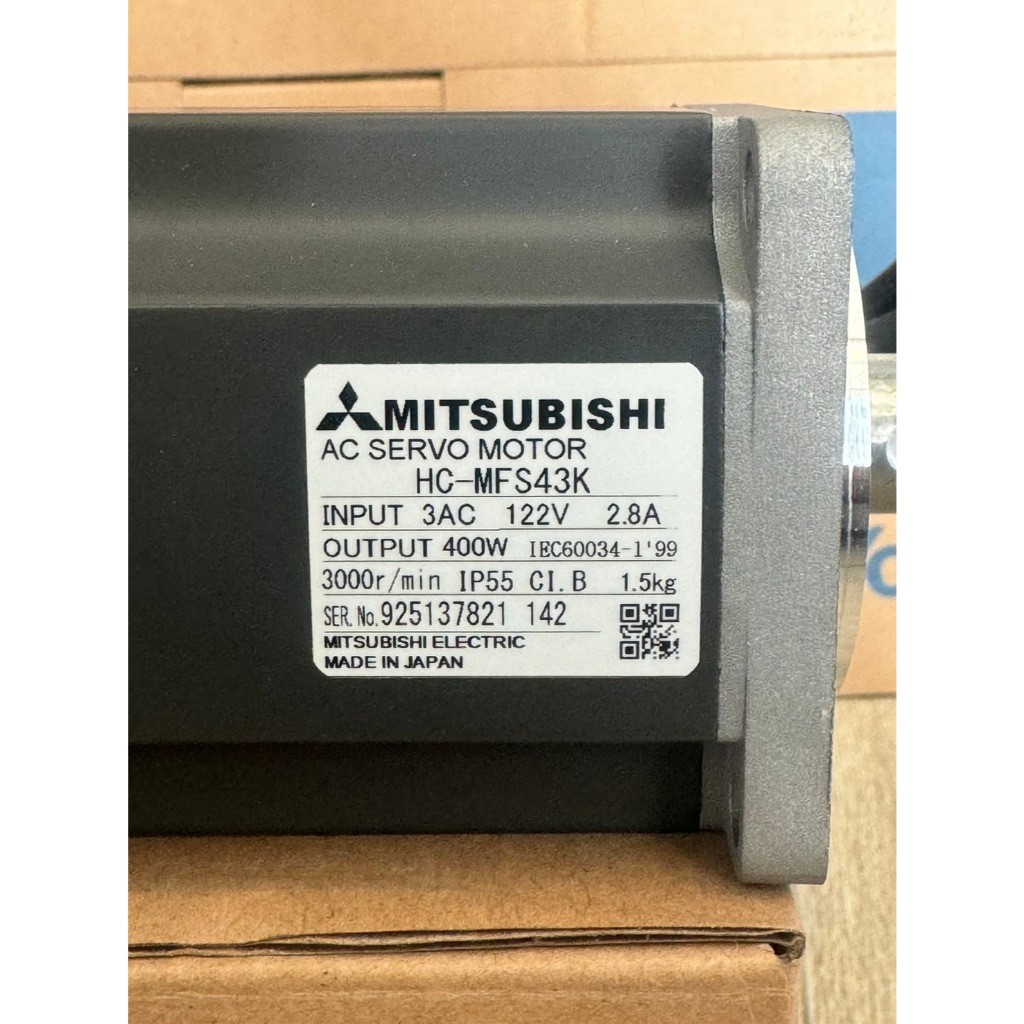 MITSUBISHI
AC SERVO MOTOR
HC-MFS43K
INPUT 3AC 122V 2.8A
OUTPUT 400W IEC60034-1'99
3000r/min IP55 CI.B 1.5kg
SER.No.925137821 142
MITSUBISHI ELECTRIC
MADE IN JAPAN